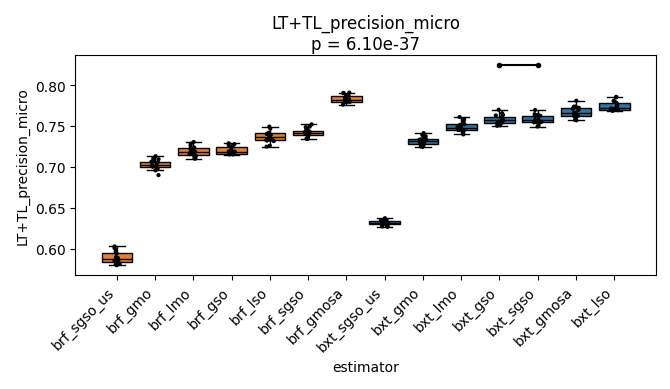 LT+TL_precision_micro
p = 6.10e-37
LT+TL_precision_micro
0.80
0.75
0.70
0.65
0.60
brf_sgso_us
brf_gmo
brf_lmo
brf_gso
brf_lso
brf_sgso
brf_gmosa
bxt_sgso_us
bxt_gmo
bxt_lmo
bxt_gso
bxt_sgso
bxt_gmosa
bxt_lso
estimator